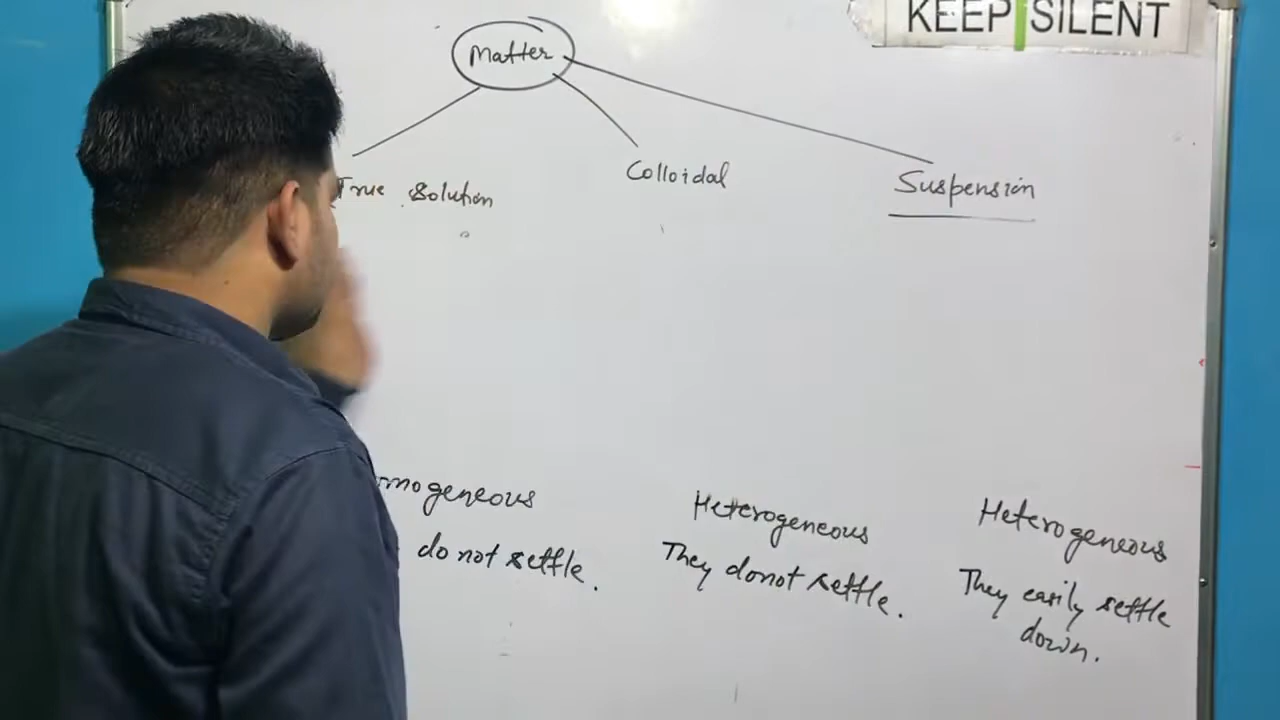 KEEP SILENT
Matter
True Solution
Colloidal
Suspension
mogeneous
do not settle.
Heterogeneous
They donot settle.
Heterogeneous
They easily settle
down.